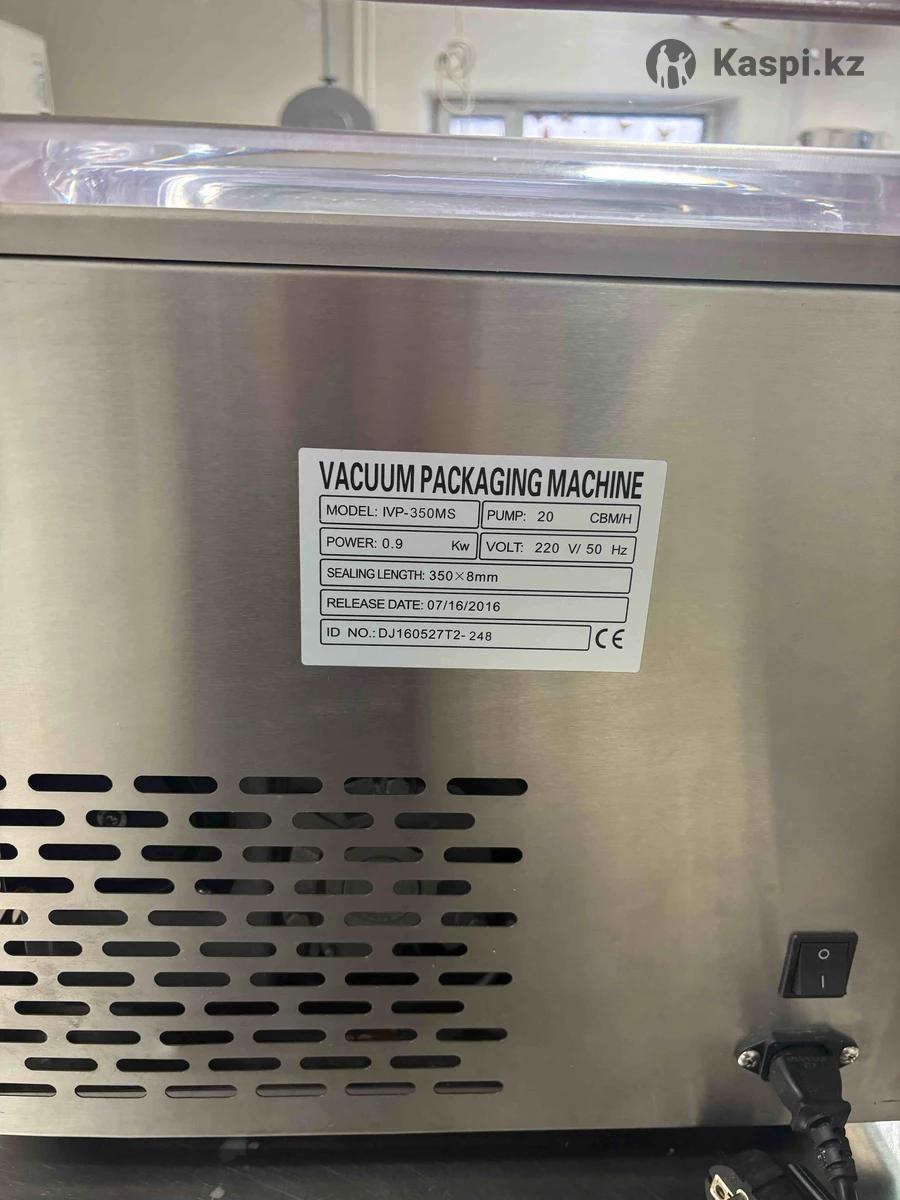 Kaspi.kz
VACUUM PACKAGING MACHINE
MODEL: IVP-350MS
PUMP: 20 CBM/H
POWER: 0.9 Kw
VOLT: 220 V/ 50 Hz
SEALING LENGTH: 350×8mm
RELEASE DATE: 07/16/2016
ID NO.: DJ160527T2-248
CE